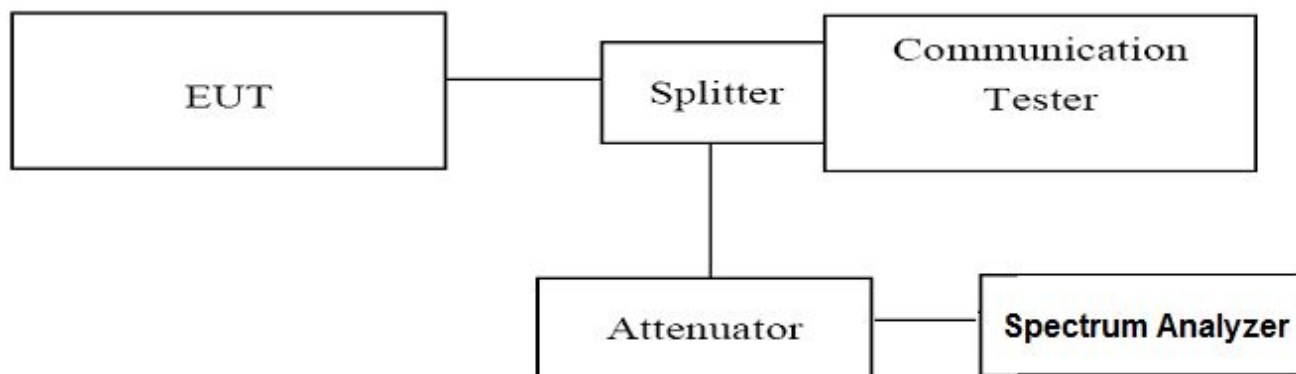 EUT
Splitter
Communication
Tester
Attenuator
Spectrum Analyzer